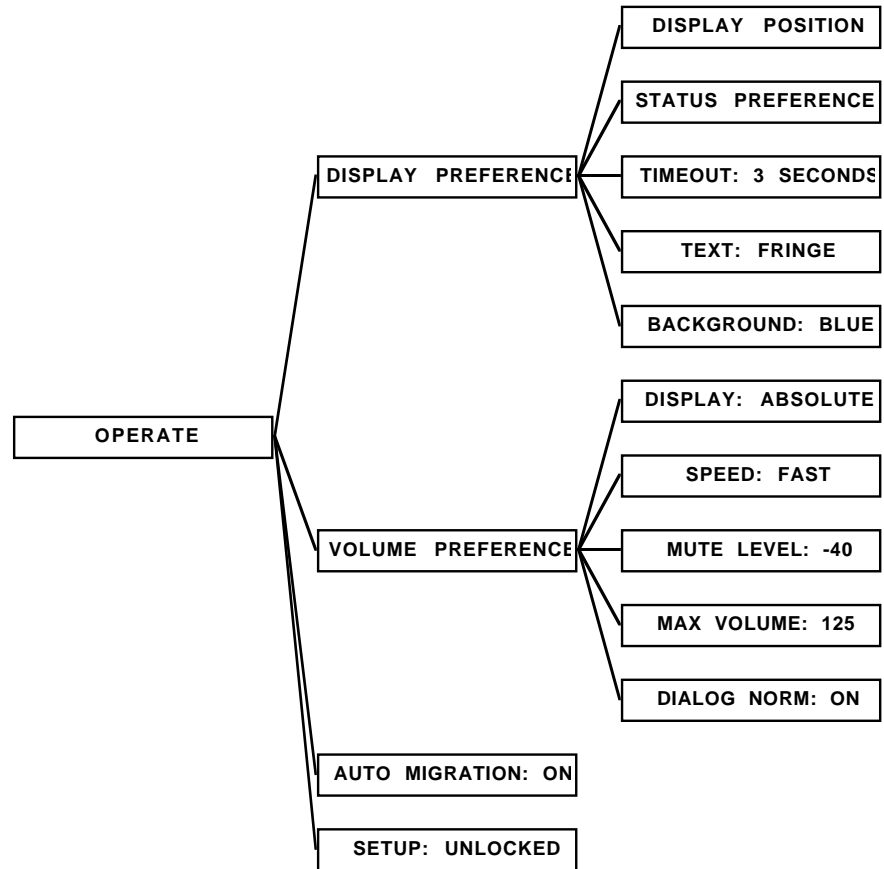 DISPLAY POSITION
STATUS PREFERENCE
DISPLAY PREFERENCE
TIMEOUT: 3 SECONDS
TEXT: FRINGE
BACKGROUND: BLUE
OPERATE
DISPLAY: ABSOLUTE
SPEED: FAST
VOLUME PREFERENCE
MUTE LEVEL: -40
MAX VOLUME: 125
DIALOG NORM: ON
AUTO MIGRATION: ON
SETUP: UNLOCKED